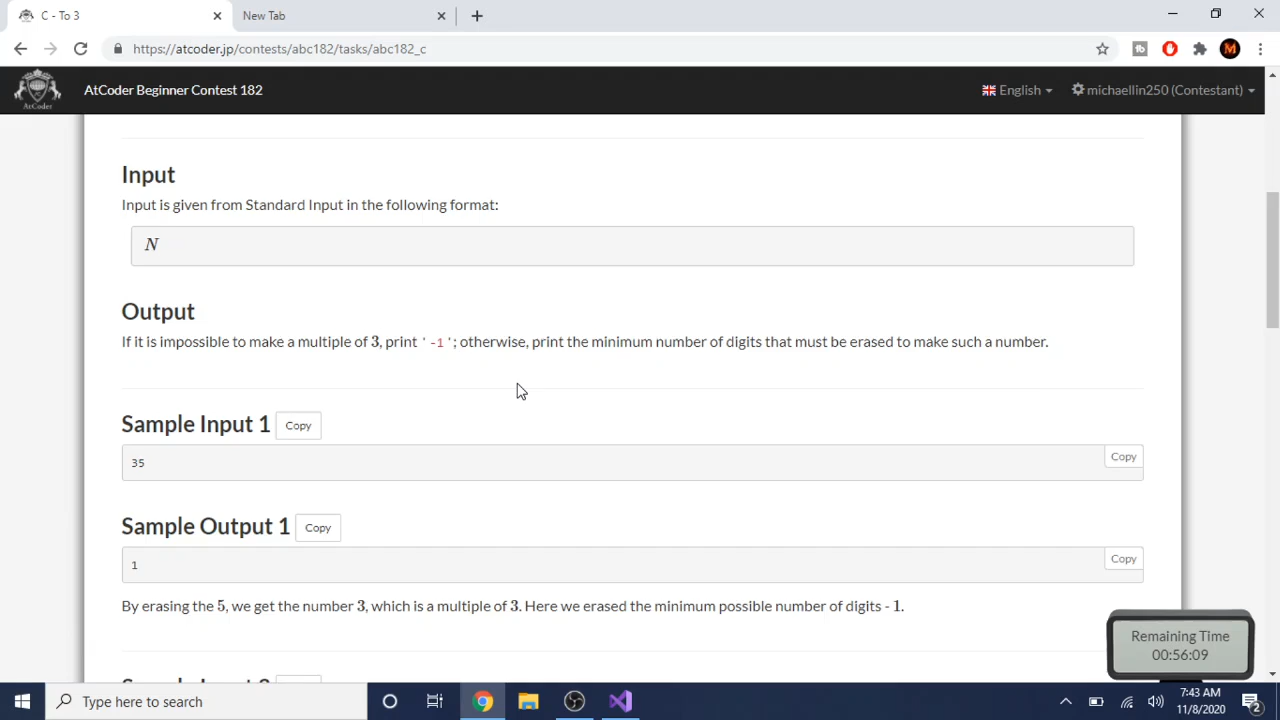 C - To 3
New Tab
https://atcoder.jp/contests/abc182/tasks/abc182_c
M
AtCoder
AtCoder Beginner Contest 182
English
michaellin250 (Contestant)
Input
Input is given from Standard Input in the following format:
N
Output
If it is impossible to make a multiple of 3, print ' -1 '; otherwise, print the minimum number of digits that must be erased to make such a number.
Sample Input 1
Copy
35
Copy
Sample Output 1
Copy
1
Copy
By erasing the 5, we get the number 3, which is a multiple of 3. Here we erased the minimum possible number of digits - 1.
Remaining Time
00:56:09
Type here to search
7:43 AM
11/8/2020
2